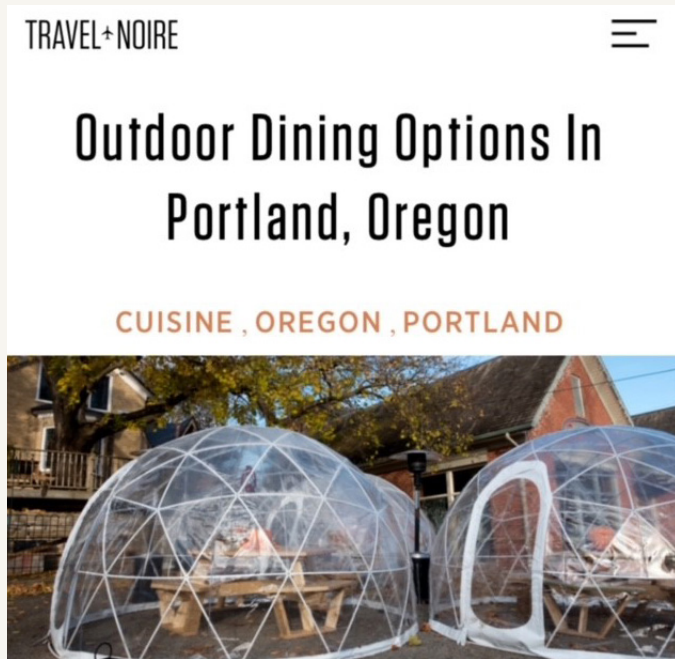 TRAVEL+NOIRE
Outdoor Dining Options In
Portland, Oregon
CUISINE , OREGON , PORTLAND